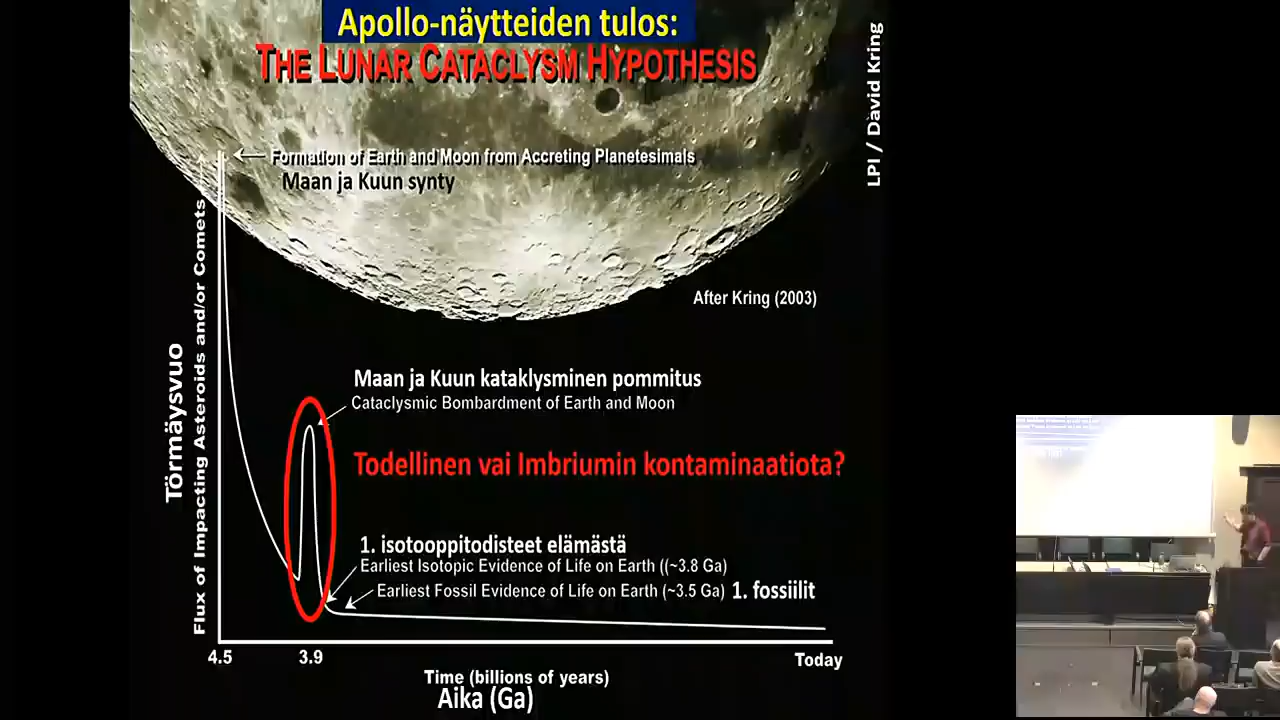 Apollo-näytteiden tulos:
THE LUNAR CATACLYSM HYPOTHESIS
LPI / David Kring
Formation of Earth and Moon from Accreting Planetesimals
Maan ja Kuun synty
After Kring (2003)
Törmäysvuo
Flux of Impacting Asteroids and/or Comets
Maan ja Kuun kataklysminen pommitus
Cataclysmic Bombardment of Earth and Moon
Todellinen vai Imbriumin kontaminaatiota?
1. isotooppitodisteet elämästä
Earliest Isotopic Evidence of Life on Earth ((~3.8 Ga)
Earliest Fossil Evidence of Life on Earth (~3.5 Ga) 1. fossiilit
4.5 3.9 Today
Time (billions of years)
Aika (Ga)